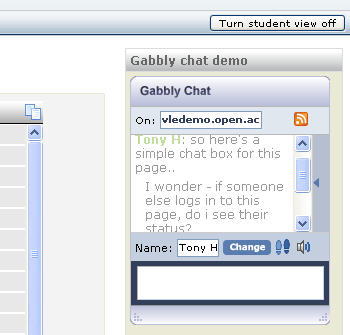 Turn student view off
Gabbly chat demo
Gabbly Chat
On: vledemo.open.ac
Tony H: so here's a
simple chat box for this
page..
I wonder - if someone
else logs in to this
page, do i see their
status?
Name: Tony H Change